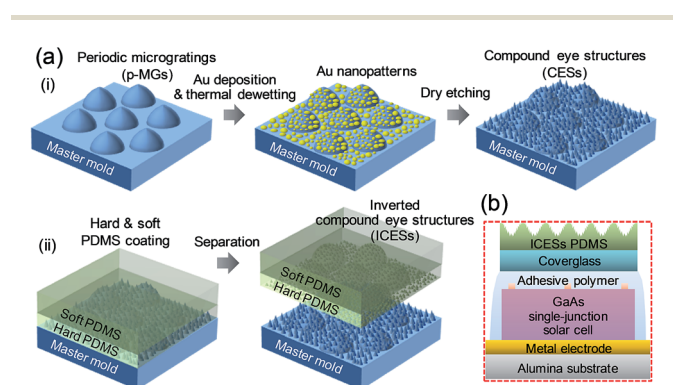 (a)
(i)
Periodic microgratings
(p-MGs)
Au deposition
& thermal dewetting
Au nanopatterns
Dry etching
Compound eye structures
(CESs)
Master mold
Master mold
Master mold
(ii)
Hard & soft
PDMS coating
Separation
Inverted
compound eye structures
(ICESs)
Soft PDMS
Hard PDMS
Master mold
Soft PDMS
Hard PDMS
Master mold
(b)
ICESs PDMS
Coverglass
Adhesive polymer
GaAs
single-junction
solar cell
Metal electrode
Alumina substrate